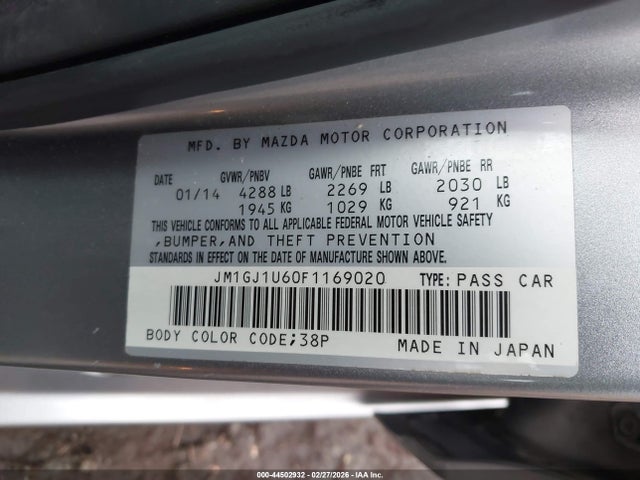 MFD. BY MAZDA MOTOR CORPORATION
DATE GVWR/PNBV GAWR/PNBE FRT GAWR/PNBE RR
01/14 4288 LB 2269 LB 2030 LB
1945 KG 1029 KG 921 KG
THIS VEHICLE CONFORMS TO ALL APPLICABLE FEDERAL MOTOR VEHICLE SAFETY
,BUMPER,AND THEFT PREVENTION
STANDARDS IN EFFECT ON THE DATE OF MANUFACTURE SHOWN ABOVE.
JM1GJ1U60F1169020 TYPE: PASS CAR
BODY COLOR CODE;38P MADE IN JAPAN
000-44502932 - 02/27/2026 - IAA Inc.